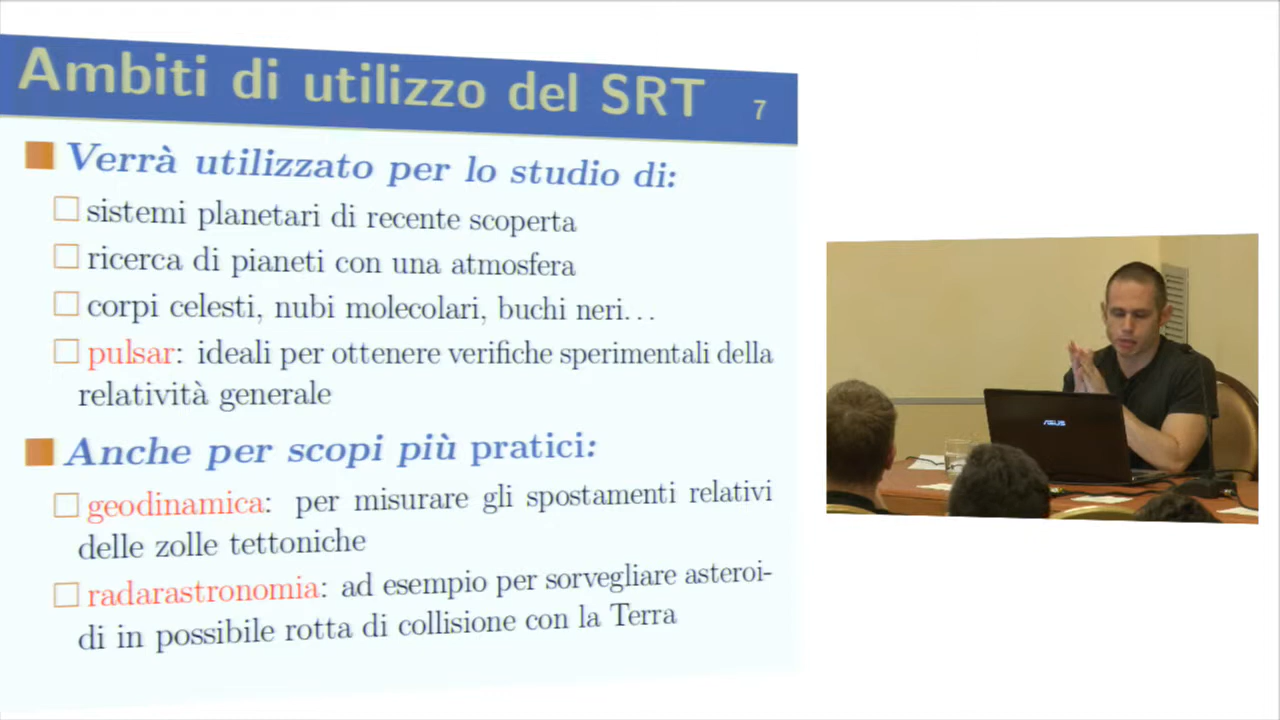 Ambiti di utilizzo del SRT 7
Verrà utilizzato per lo studio di:
sistemi planetari di recente scoperta
ricerca di pianeti con una atmosfera
corpi celesti, nubi molecolari, buchi neri...
pulsar: ideali per ottenere verifiche sperimentali della
relatività generale
Anche per scopi più pratici:
geodinamica: per misurare gli spostamenti relativi
delle zolle tettoniche
radarastronomia: ad esempio per sorvegliare asteroi-
di in possibile rotta di collisione con la Terra
ASUS